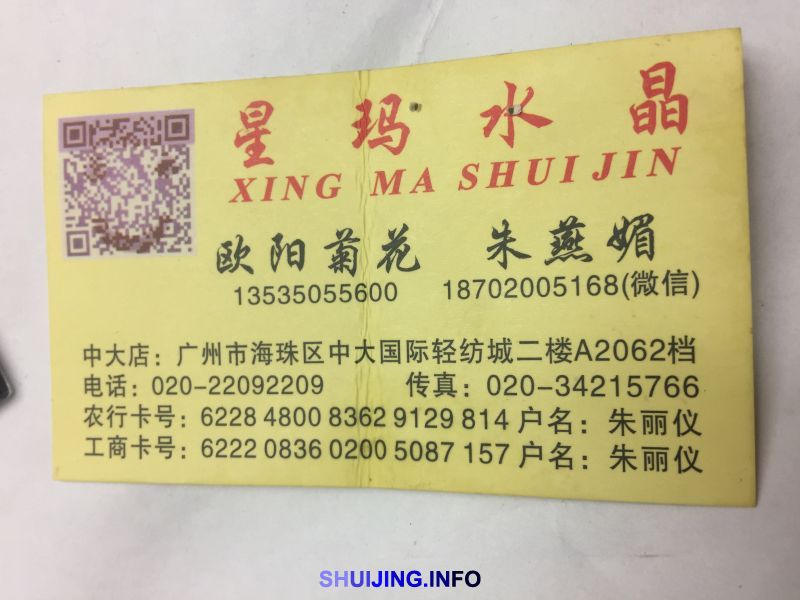 星玛水晶
XING MA SHUI JIN
欧阳菊花 朱燕媚
13535055600 18702005168(微信)
中大店：广州市海珠区中大国际轻纺城二楼A2062档
电话：020-22092209 传真：020-34215766
农行卡号：6228 4800 8362 9129 814 户名：朱丽仪
工商卡号：6222 0836 0200 5087 157 户名：朱丽仪
SHUIJING.INFO